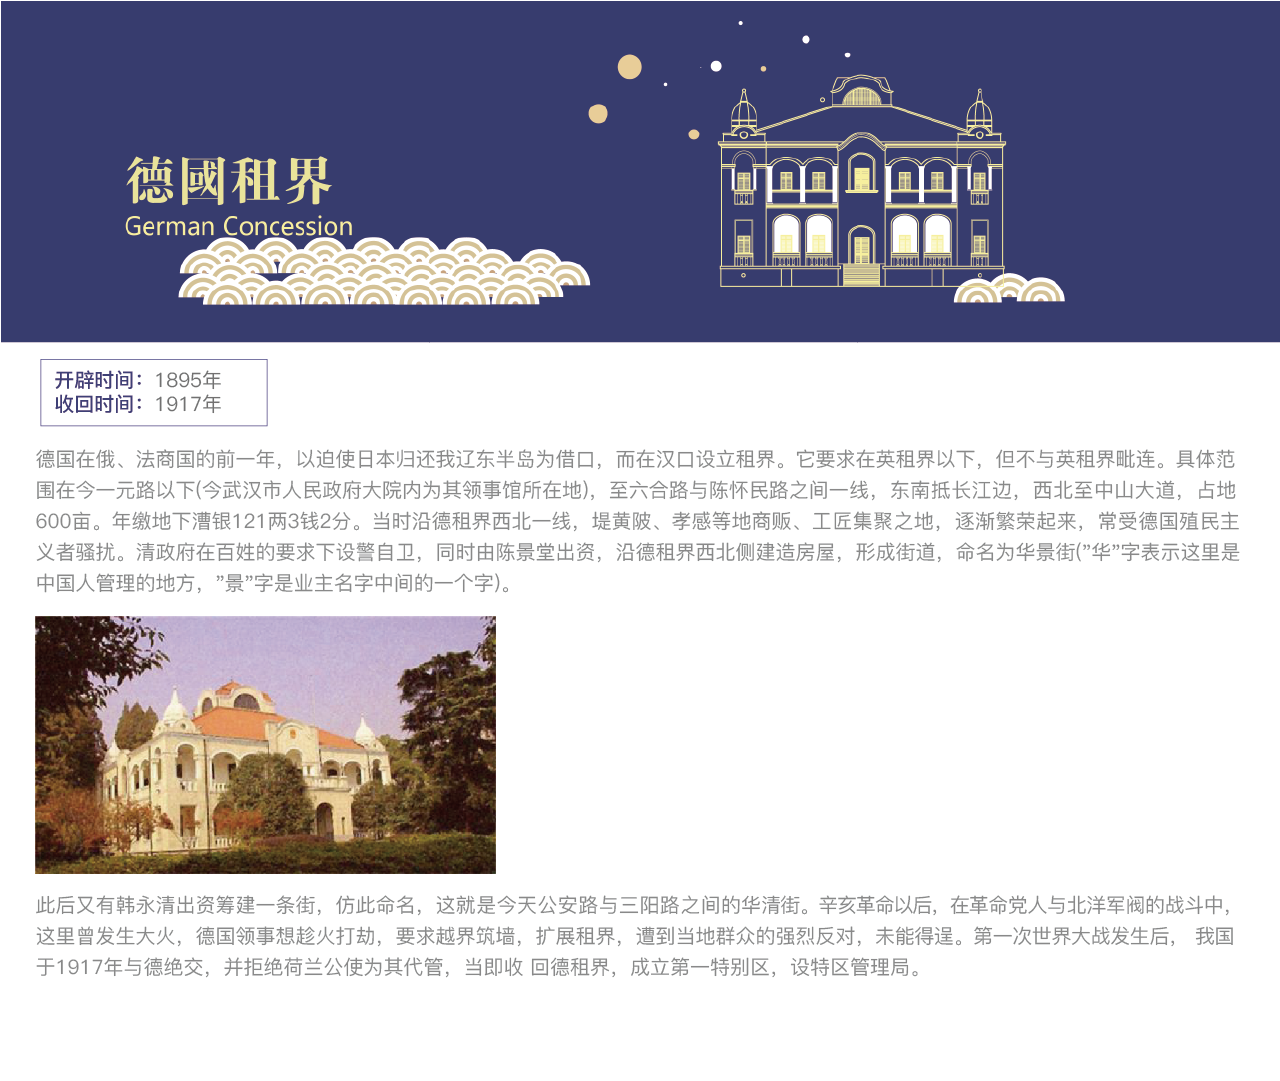 德國租界
German Concession
开辟时间：1895年
收回时间：1917年
德国在俄、法商国的前一年，以迫使日本归还我辽东半岛为借口，而在汉口设立租界。它要求在英租界以下，但不与英租界毗连。具体范
围在今一元路以下(今武汉市人民政府大院内为其领事馆所在地)，至六合路与陈怀民路之间一线，东南抵长江边，西北至中山大道，占地
600亩。年缴地下漕银121两3钱2分。当时沿德租界西北一线，堤黄陂、孝感等地商贩、工匠集聚之地，逐渐繁荣起来，常受德国殖民主
义者骚扰。清政府在百姓的要求下设警自卫，同时由陈景堂出资，沿德租界西北侧建造房屋，形成街道，命名为华景街(”华”字表示这里是
中国人管理的地方，”景”字是业主名字中间的一个字)。
此后又有韩永清出资筹建一条街，仿此命名，这就是今天公安路与三阳路之间的华清街。辛亥革命以后，在革命党人与北洋军阀的战斗中，
这里曾发生大火，德国领事想趁火打劫，要求越界筑墙，扩展租界，遭到当地群众的强烈反对，未能得逞。第一次世界大战发生后， 我国
于1917年与德绝交，并拒绝荷兰公使为其代管，当即收 回德租界，成立第一特别区，设特区管理局。